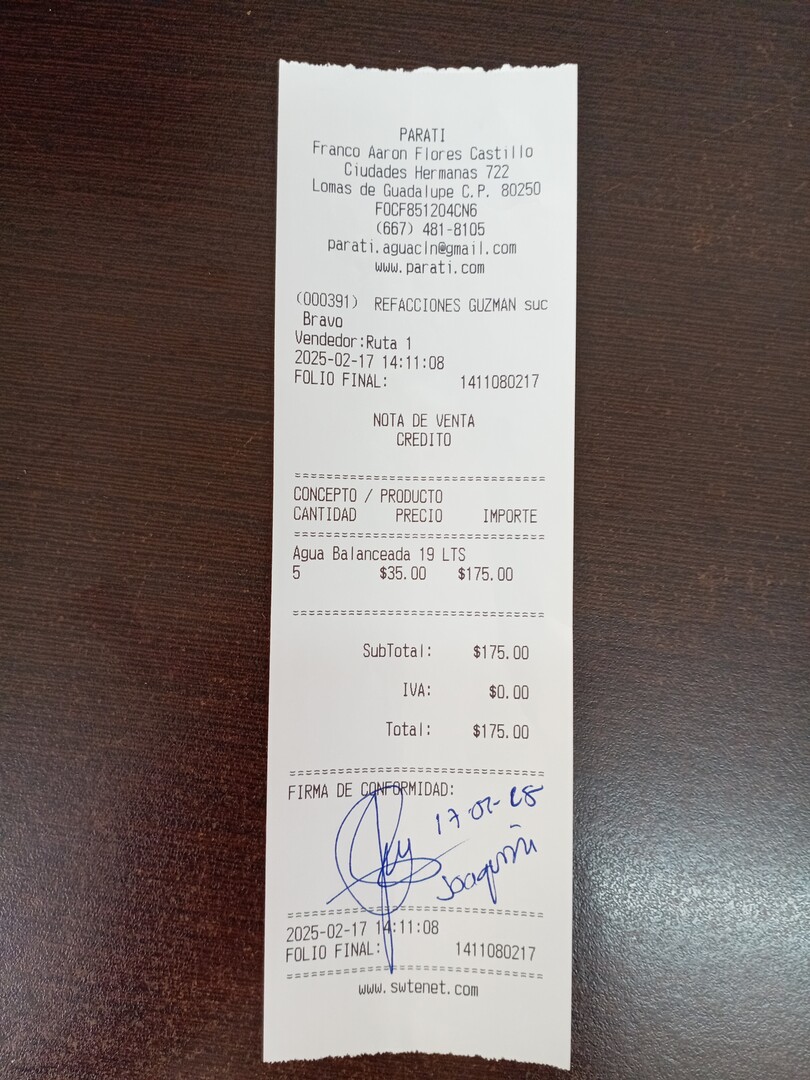 PARATI
Franco Aaron Flores Castillo
Ciudades Hermanas 722
Lomas de Guadalupe C.P. 80250
FOCF851204CN6
(667) 481-8105
parati.aguacln@gmail.com
www.parati.com
(000391) REFACCIONES GUZMAN suc
Bravo
Vendedor:Ruta 1
2025-02-17 14:11:08
FOLIO FINAL: 1411080217
NOTA DE VENTA
CREDITO
================================
CONCEPTO / PRODUCTO
CANTIDAD PRECIO IMPORTE
================================
Agua Balanceada 19 LTS
5 $35.00 $175.00
================================
SubTotal: $175.00
IVA: $0.00
Total: $175.00
================================
FIRMA DE CONFORMIDAD:
================================
2025-02-17 14:11:08
FOLIO FINAL: 1411080217
================================
www.swtenet.com